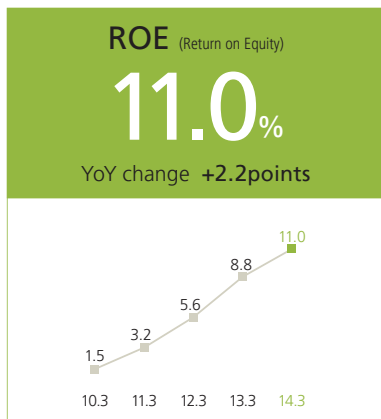 ROE (Return on Equity)
11.0%
YoY change +2.2points
11.0
8.8
5.6
3.2
1.5
10.3 11.3 12.3 13.3 14.3